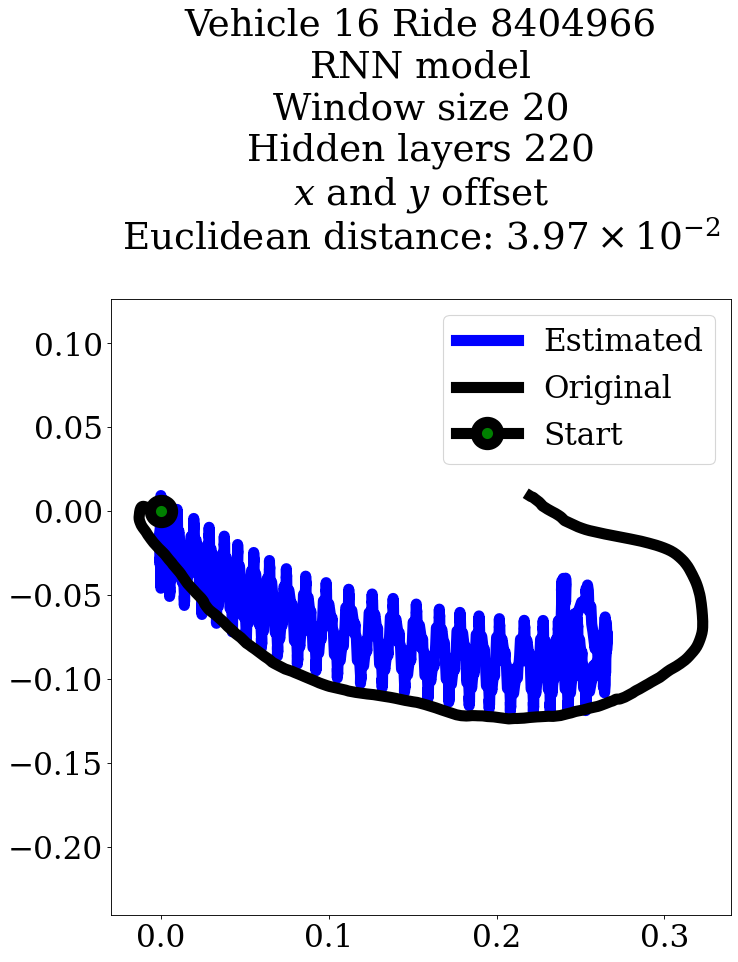 Vehicle 16 Ride 8404966
RNN model
Window size 20
Hidden layers 220
x and y offset
Euclidean distance: 3.97 × 10⁻²
Estimated
Original
Start
0.10
0.05
0.00
−0.05
−0.10
−0.15
−0.20
0.0 0.1 0.2 0.3